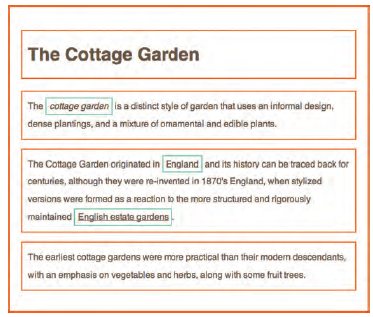 The Cottage Garden
The cottage garden is a distinct style of garden that uses an informal design,
dense plantings, and a mixture of ornamental and edible plants.
The Cottage Garden originated in England and its history can be traced back for
centuries, although they were re-invented in 1870's England, when stylized
versions were formed as a reaction to the more structured and rigorously
maintained English estate gardens.
The earliest cottage gardens were more practical than their modern descendants,
with an emphasis on vegetables and herbs, along with some fruit trees.